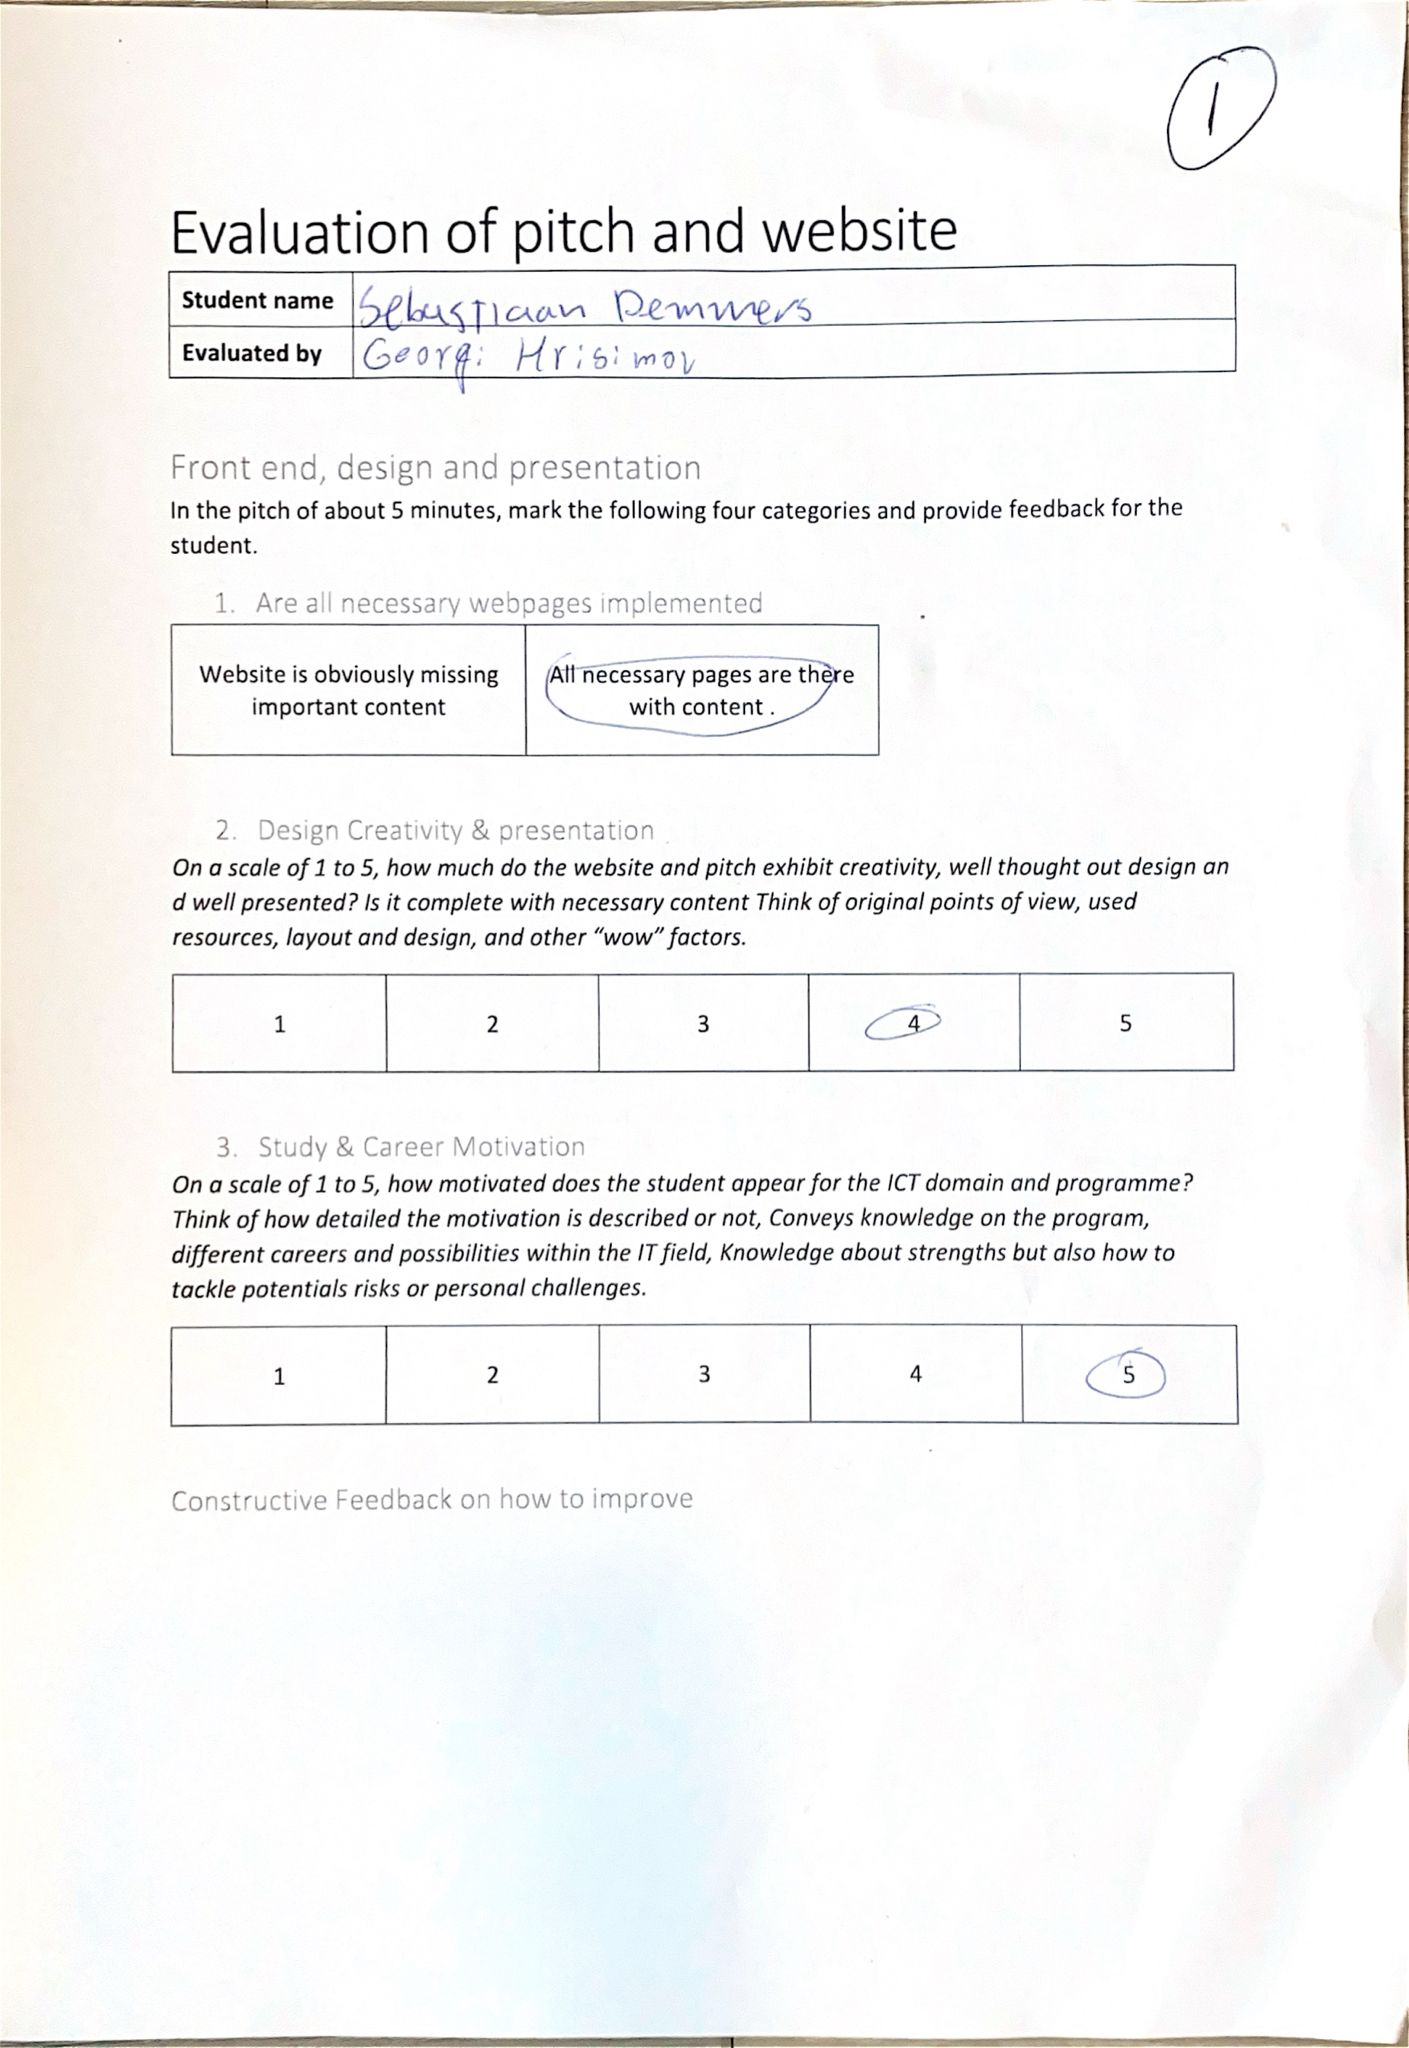 1
Evaluation of pitch and website
Student name Sebastiaan Demmers
Evaluated by Georgi Hrisimov
Front end, design and presentation
In the pitch of about 5 minutes, mark the following four categories and provide feedback for the
student.
1. Are all necessary webpages implemented
Website is obviously missing
important content
All necessary pages are there
with content .
2. Design Creativity & presentation
On a scale of 1 to 5, how much do the website and pitch exhibit creativity, well thought out design an
d well presented? Is it complete with necessary content Think of original points of view, used
resources, layout and design, and other “wow” factors.
1 2 3 4 5
3. Study & Career Motivation
On a scale of 1 to 5, how motivated does the student appear for the ICT domain and programme?
Think of how detailed the motivation is described or not, Conveys knowledge on the program,
different careers and possibilities within the IT field, Knowledge about strengths but also how to
tackle potentials risks or personal challenges.
1 2 3 4 5
Constructive Feedback on how to improve